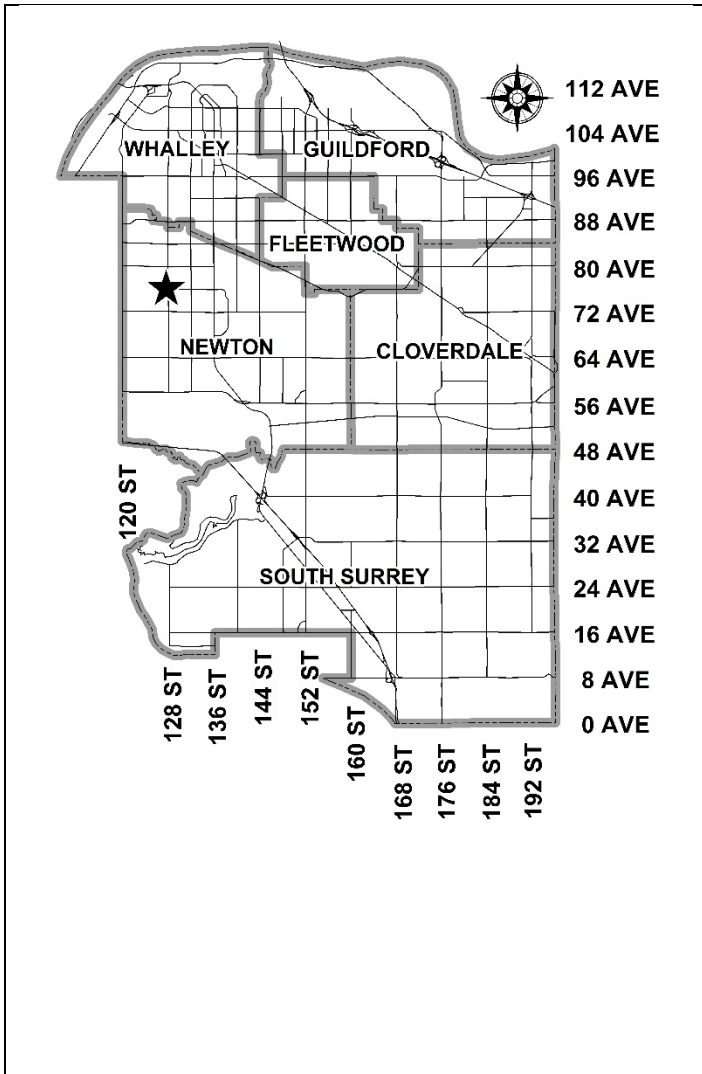 112 AVE
104 AVE
WHALLEY GUILDFORD
96 AVE
88 AVE
FLEETWOOD
80 AVE
72 AVE
NEWTON CLOVERDALE
64 AVE
56 AVE
48 AVE
120 ST
40 AVE
32 AVE
SOUTH SURREY
24 AVE
16 AVE
8 AVE
0 AVE
128 ST
136 ST
144 ST
152 ST
160 ST
168 ST
176 ST
184 ST
192 ST